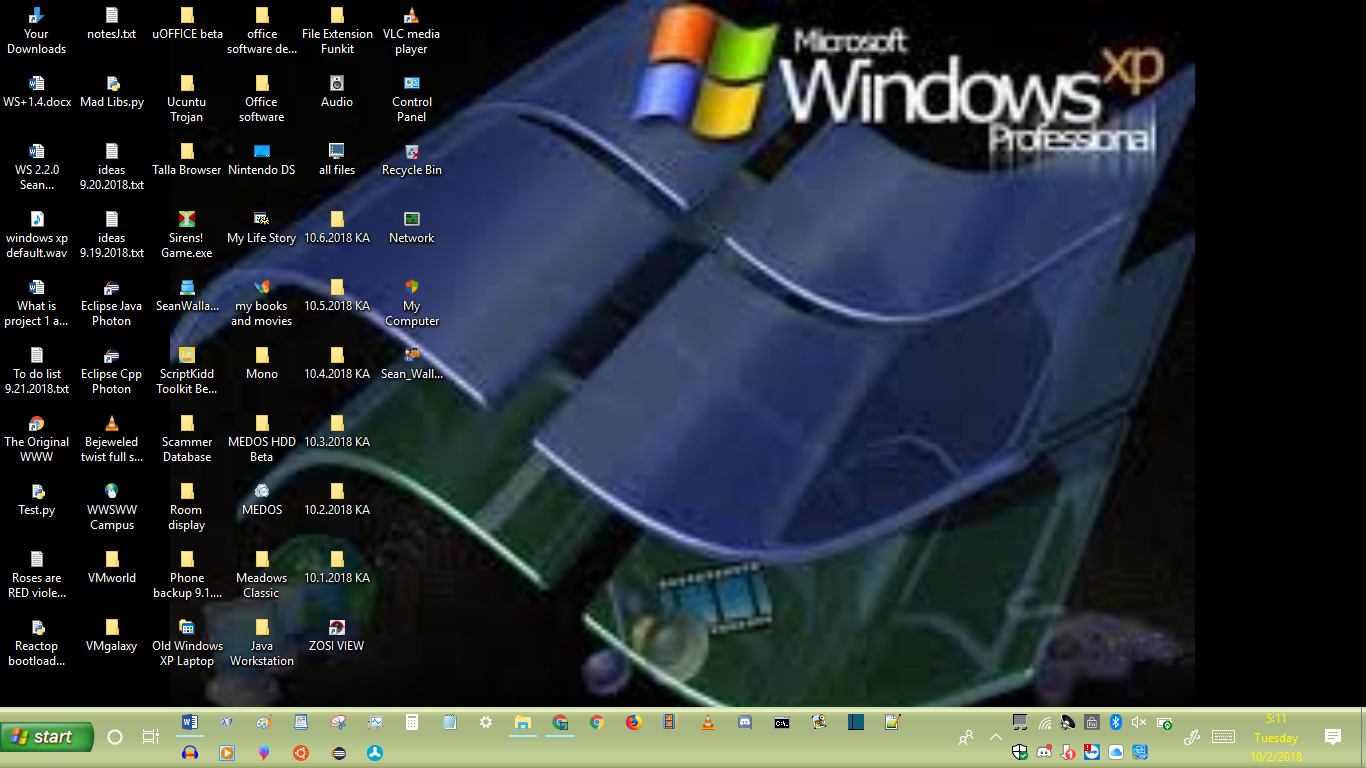 Your
Downloads
WS+1.4.docx
WS 2.2.0
Sean...
windows xp
default.wav
What is
project 1 a...
To do list
9.21.2018.txt
The Original
WWW
Test.py
Roses are
RED viole...
Reactop
bootload...
notesJ.txt
Mad Libs.py
ideas
9.20.2018.txt
ideas
9.19.2018.txt
Eclipse Java
Photon
Eclipse Cpp
Photon
Bejeweled
twist full s...
WWSWW
Campus
VMworld
VMgalaxy
uOFFICE beta
Ucuntu
Trojan
Talla Browser
Sirens!
Game.exe
SeanWalla...
ScriptKidd
Toolkit Be...
Scammer
Database
Room
display
Phone
backup 9.1....
Old Windows
XP Laptop
office
software de...
Office
software
Nintendo DS
My Life Story
my books
and movies
Mono
MEDOS HDD
Beta
MEDOS
Meadows
Classic
Java
Workstation
File Extension
Funkit
Audio
all files
10.6.2018 KA
10.5.2018 KA
10.4.2018 KA
10.3.2018 KA
10.2.2018 KA
10.1.2018 KA
ZOSI VIEW
VLC media
player
Control
Panel
Recycle Bin
Network
My
Computer
Sean_Wall...
Microsoft
Windows xp
Professional
start
5:11
Tuesday
10/2/2018